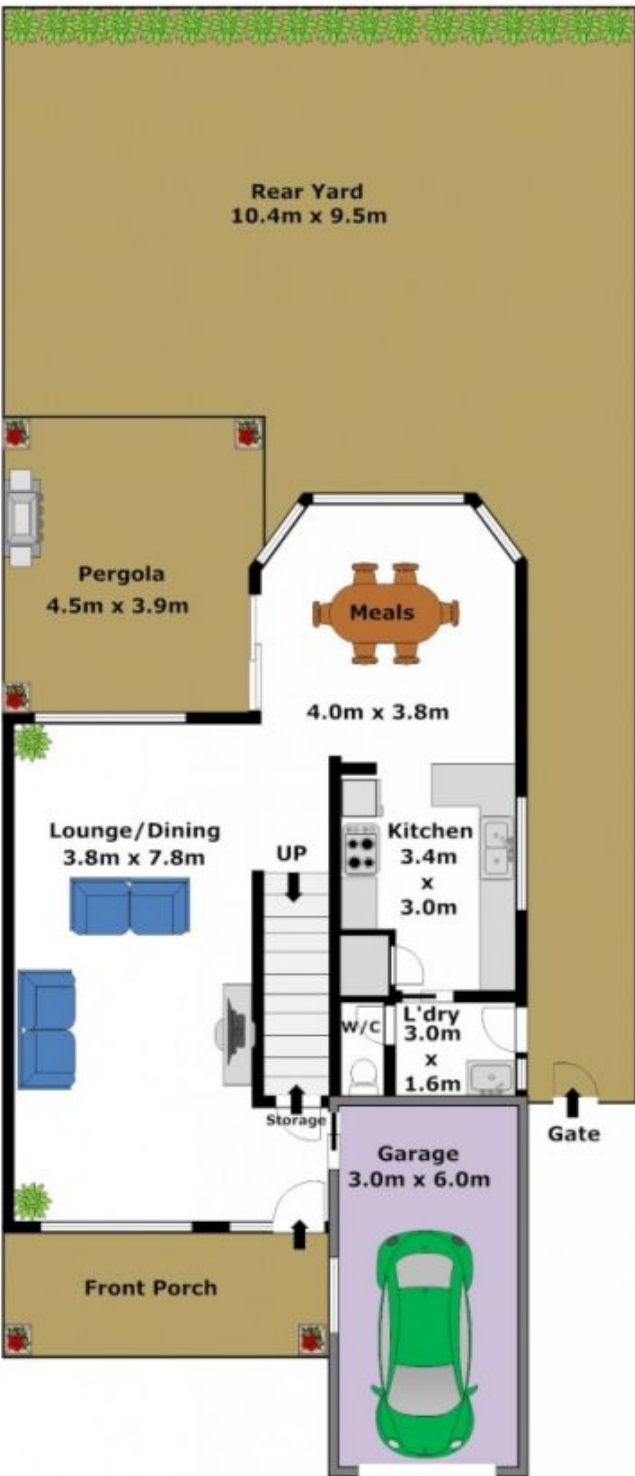 Rear Yard
10.4m x 9.5m
Pergola
4.5m x 3.9m
Meals
4.0m x 3.8m
Lounge/Dining
3.8m x 7.8m
UP
Kitchen
3.4m
x
3.0m
W/C
L'dry
3.0m
x
1.6m
Storage
Gate
Garage
3.0m x 6.0m
Front Porch